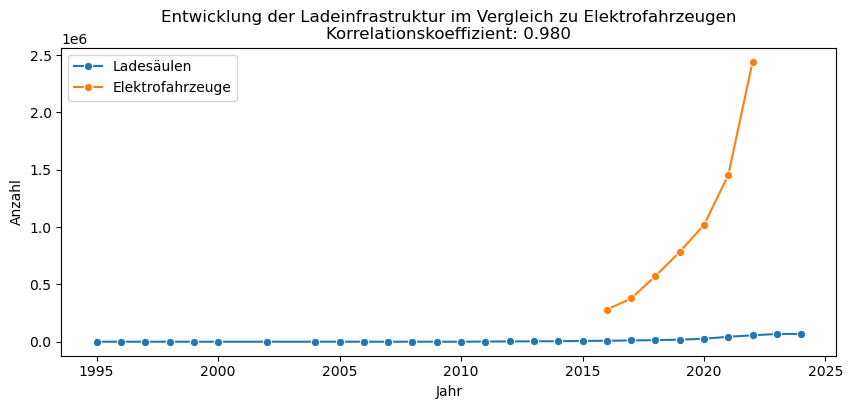 Entwicklung der Ladeinfrastruktur im Vergleich zu Elektrofahrzeugen
Korrelationskoeffizient: 0.980
1e6
2.5
2.0
1.5
1.0
0.5
0.0
Anzahl
Ladesäulen
Elektrofahrzeuge
1995 2000 2005 2010 2015 2020 2025
Jahr